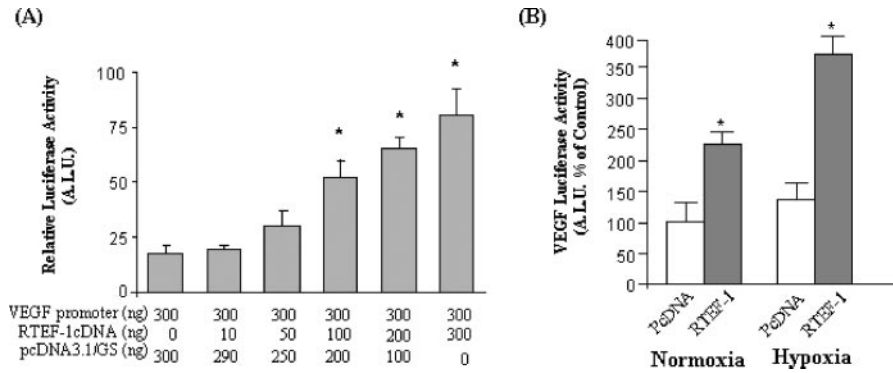 (A)
Relative Luciferase Activity
(A.L.U.)
100
75
50
25
0
*
*
*
VEGF promoter (ng) 300 300 300 300 300 300
RTEF-1cDNA (ng) 0 10 50 100 200 300
pcDNA3.1/GS (ng) 300 290 250 200 100 0
(B)
VEGF Luciferase Activity
(A.L.U. % of Control)
400
350
300
250
200
150
100
50
0
*
*
PcDNA
RTEF-1
PcDNA
RTEF-1
Normoxia
Hypoxia